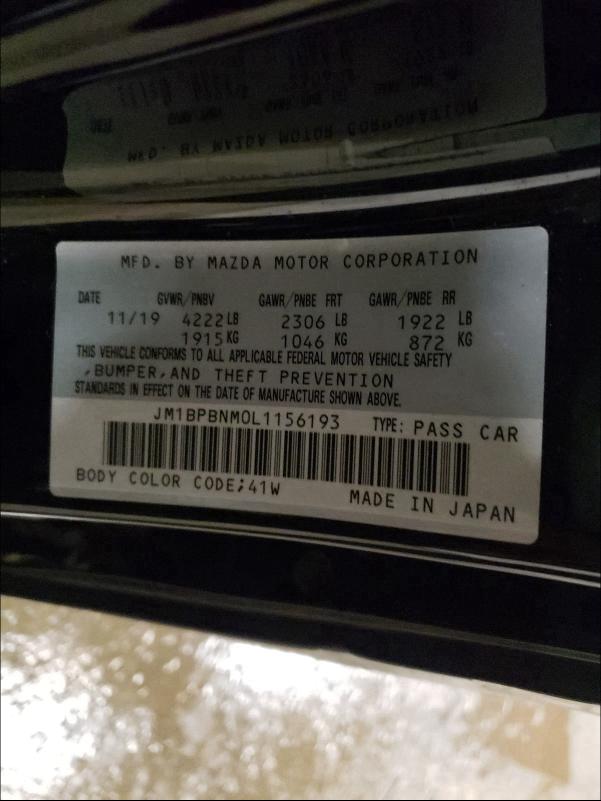 MFD. BY MAZDA MOTOR CORPORATION
DATE GVWR/PNBV GAWR/PNBE FRT GAWR/PNBE RR
11/19 4222 LB 2306 LB 1922 LB
1915 KG 1046 KG 872 KG
THIS VEHICLE CONFORMS TO ALL APPLICABLE FEDERAL MOTOR VEHICLE SAFETY
,BUMPER,AND THEFT PREVENTION
STANDARDS IN EFFECT ON THE DATE OF MANUFACTURE SHOWN ABOVE.
JM1BPBNM0L1156193 TYPE: PASS CAR
BODY COLOR CODE;41W
MADE IN JAPAN